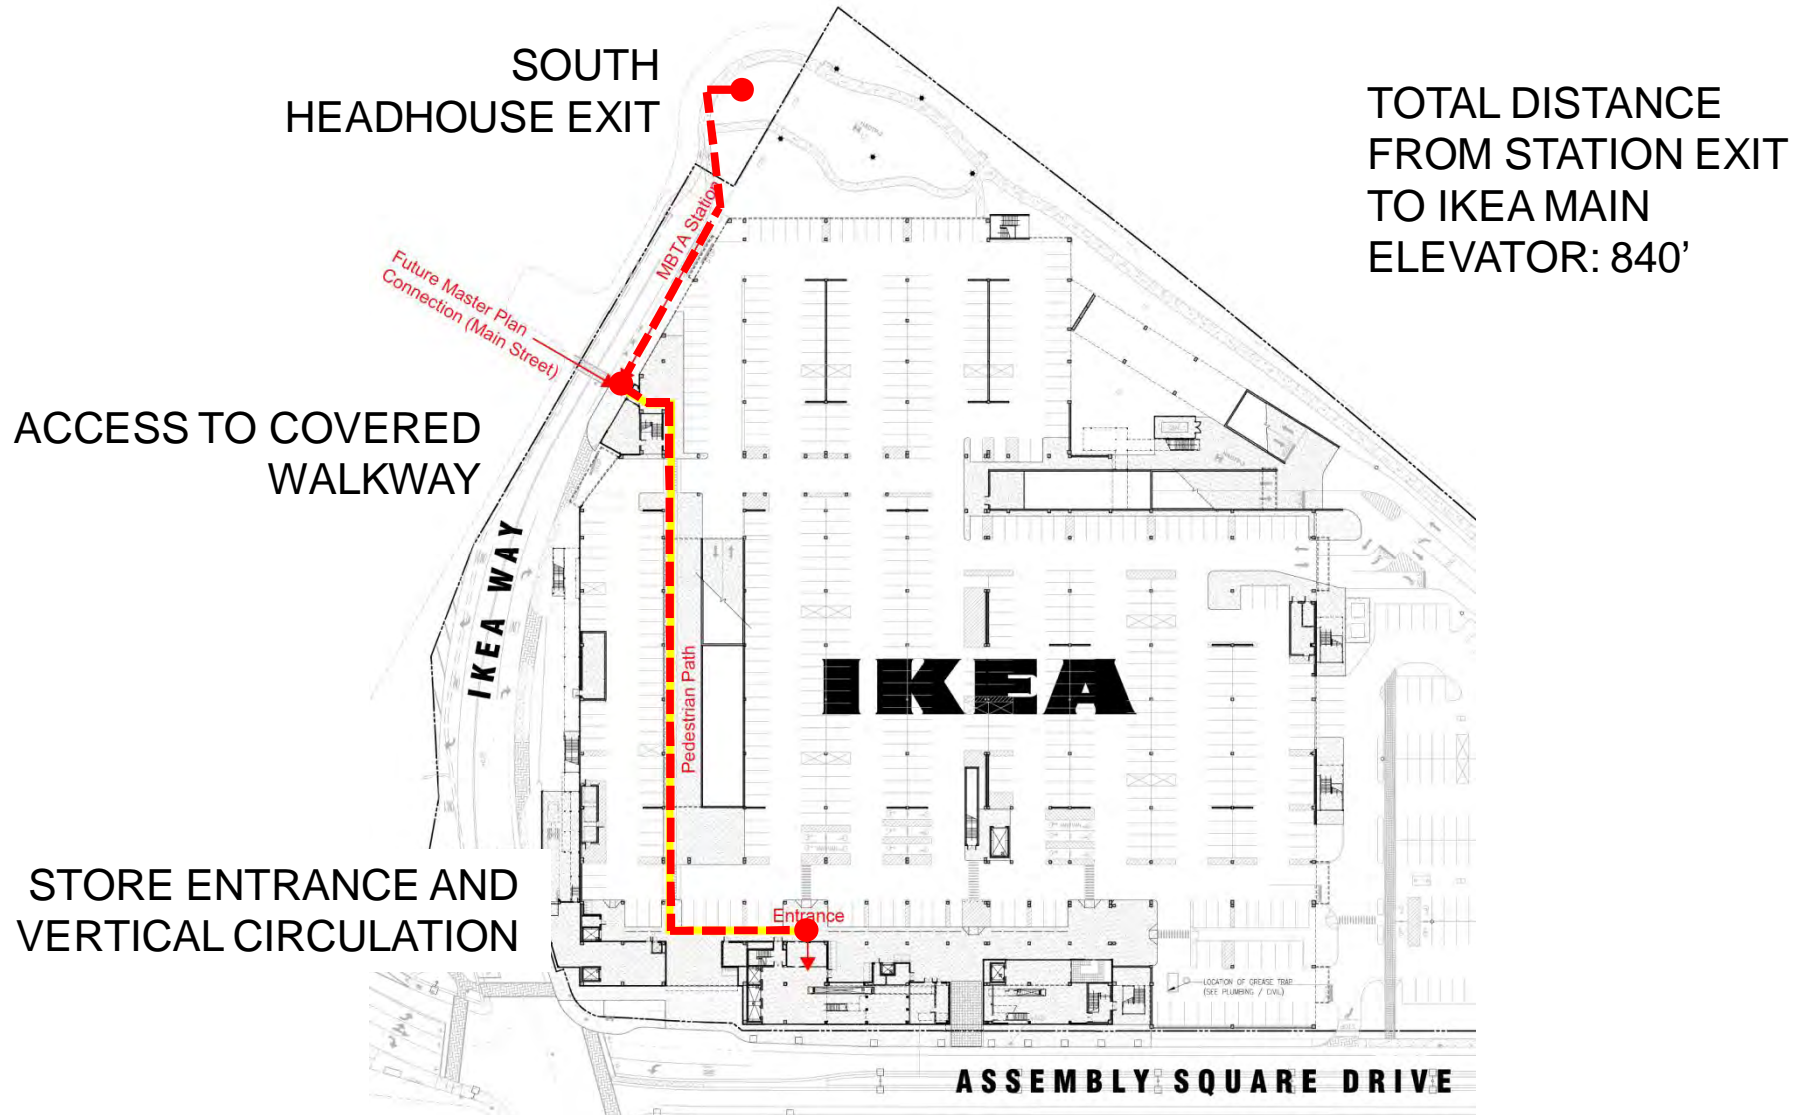 SOUTH
HEADHOUSE EXIT
TOTAL DISTANCE
FROM STATION EXIT
TO IKEA MAIN
ELEVATOR: 840’
MBTA Station
Future Master Plan
Connection (Main Street)
ACCESS TO COVERED
WALKWAY
IKEA WAY
IKEA
Pedestrian Path
STORE ENTRANCE AND
VERTICAL CIRCULATION
Entrance
LOCATION OF GREASE TRAP
(SEE PLUMBING / CIVIL)
ASSEMBLY SQUARE DRIVE